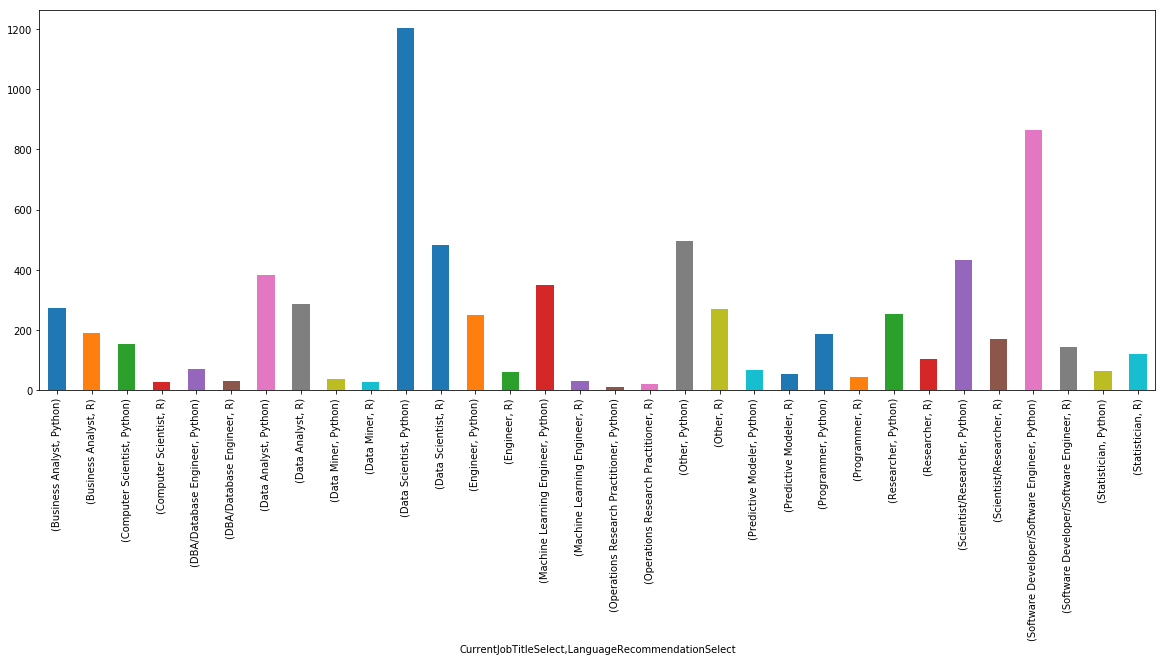 1200
1000
800
600
400
200
0
(Business Analyst, Python)
(Business Analyst, R)
(Computer Scientist, Python)
(Computer Scientist, R)
(DBA/Database Engineer, Python)
(DBA/Database Engineer, R)
(Data Analyst, Python)
(Data Analyst, R)
(Data Miner, Python)
(Data Miner, R)
(Data Scientist, Python)
(Data Scientist, R)
(Engineer, Python)
(Engineer, R)
(Machine Learning Engineer, Python)
(Machine Learning Engineer, R)
(Operations Research Practitioner, Python)
(Operations Research Practitioner, R)
(Other, Python)
(Other, R)
(Predictive Modeler, Python)
(Predictive Modeler, R)
(Programmer, Python)
(Programmer, R)
(Researcher, Python)
(Researcher, R)
(Scientist/Researcher, Python)
(Scientist/Researcher, R)
(Software Developer/Software Engineer, Python)
(Software Developer/Software Engineer, R)
(Statistician, Python)
(Statistician, R)
CurrentJobTitleSelect,LanguageRecommendationSelect